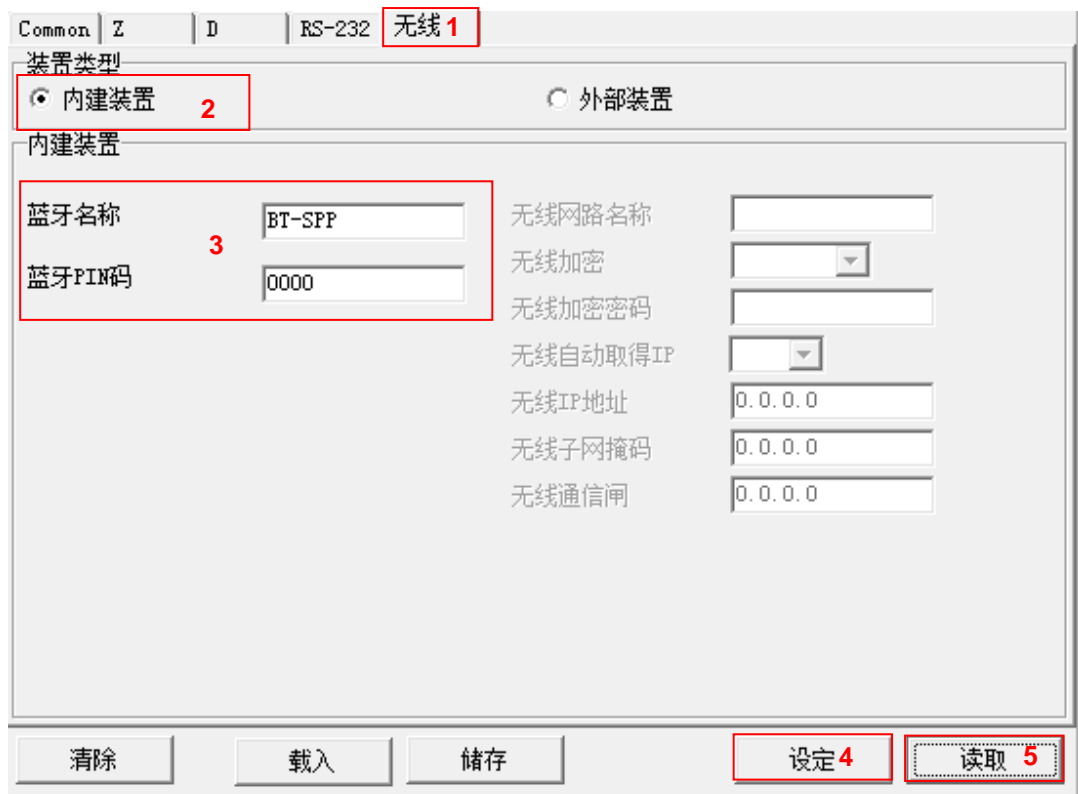 Common Z D RS-232 无线 1
装置类型
内建装置 2 外部装置
内建装置
蓝牙名称 BT-SPP 无线网路名称
3
无线加密
蓝牙PIN码 0000
无线加密密码
无线自动取得IP
无线IP地址 0.0.0.0
无线子网掩码 0.0.0.0
无线通信闸 0.0.0.0
清除 载入 储存 设定 4 读取 5